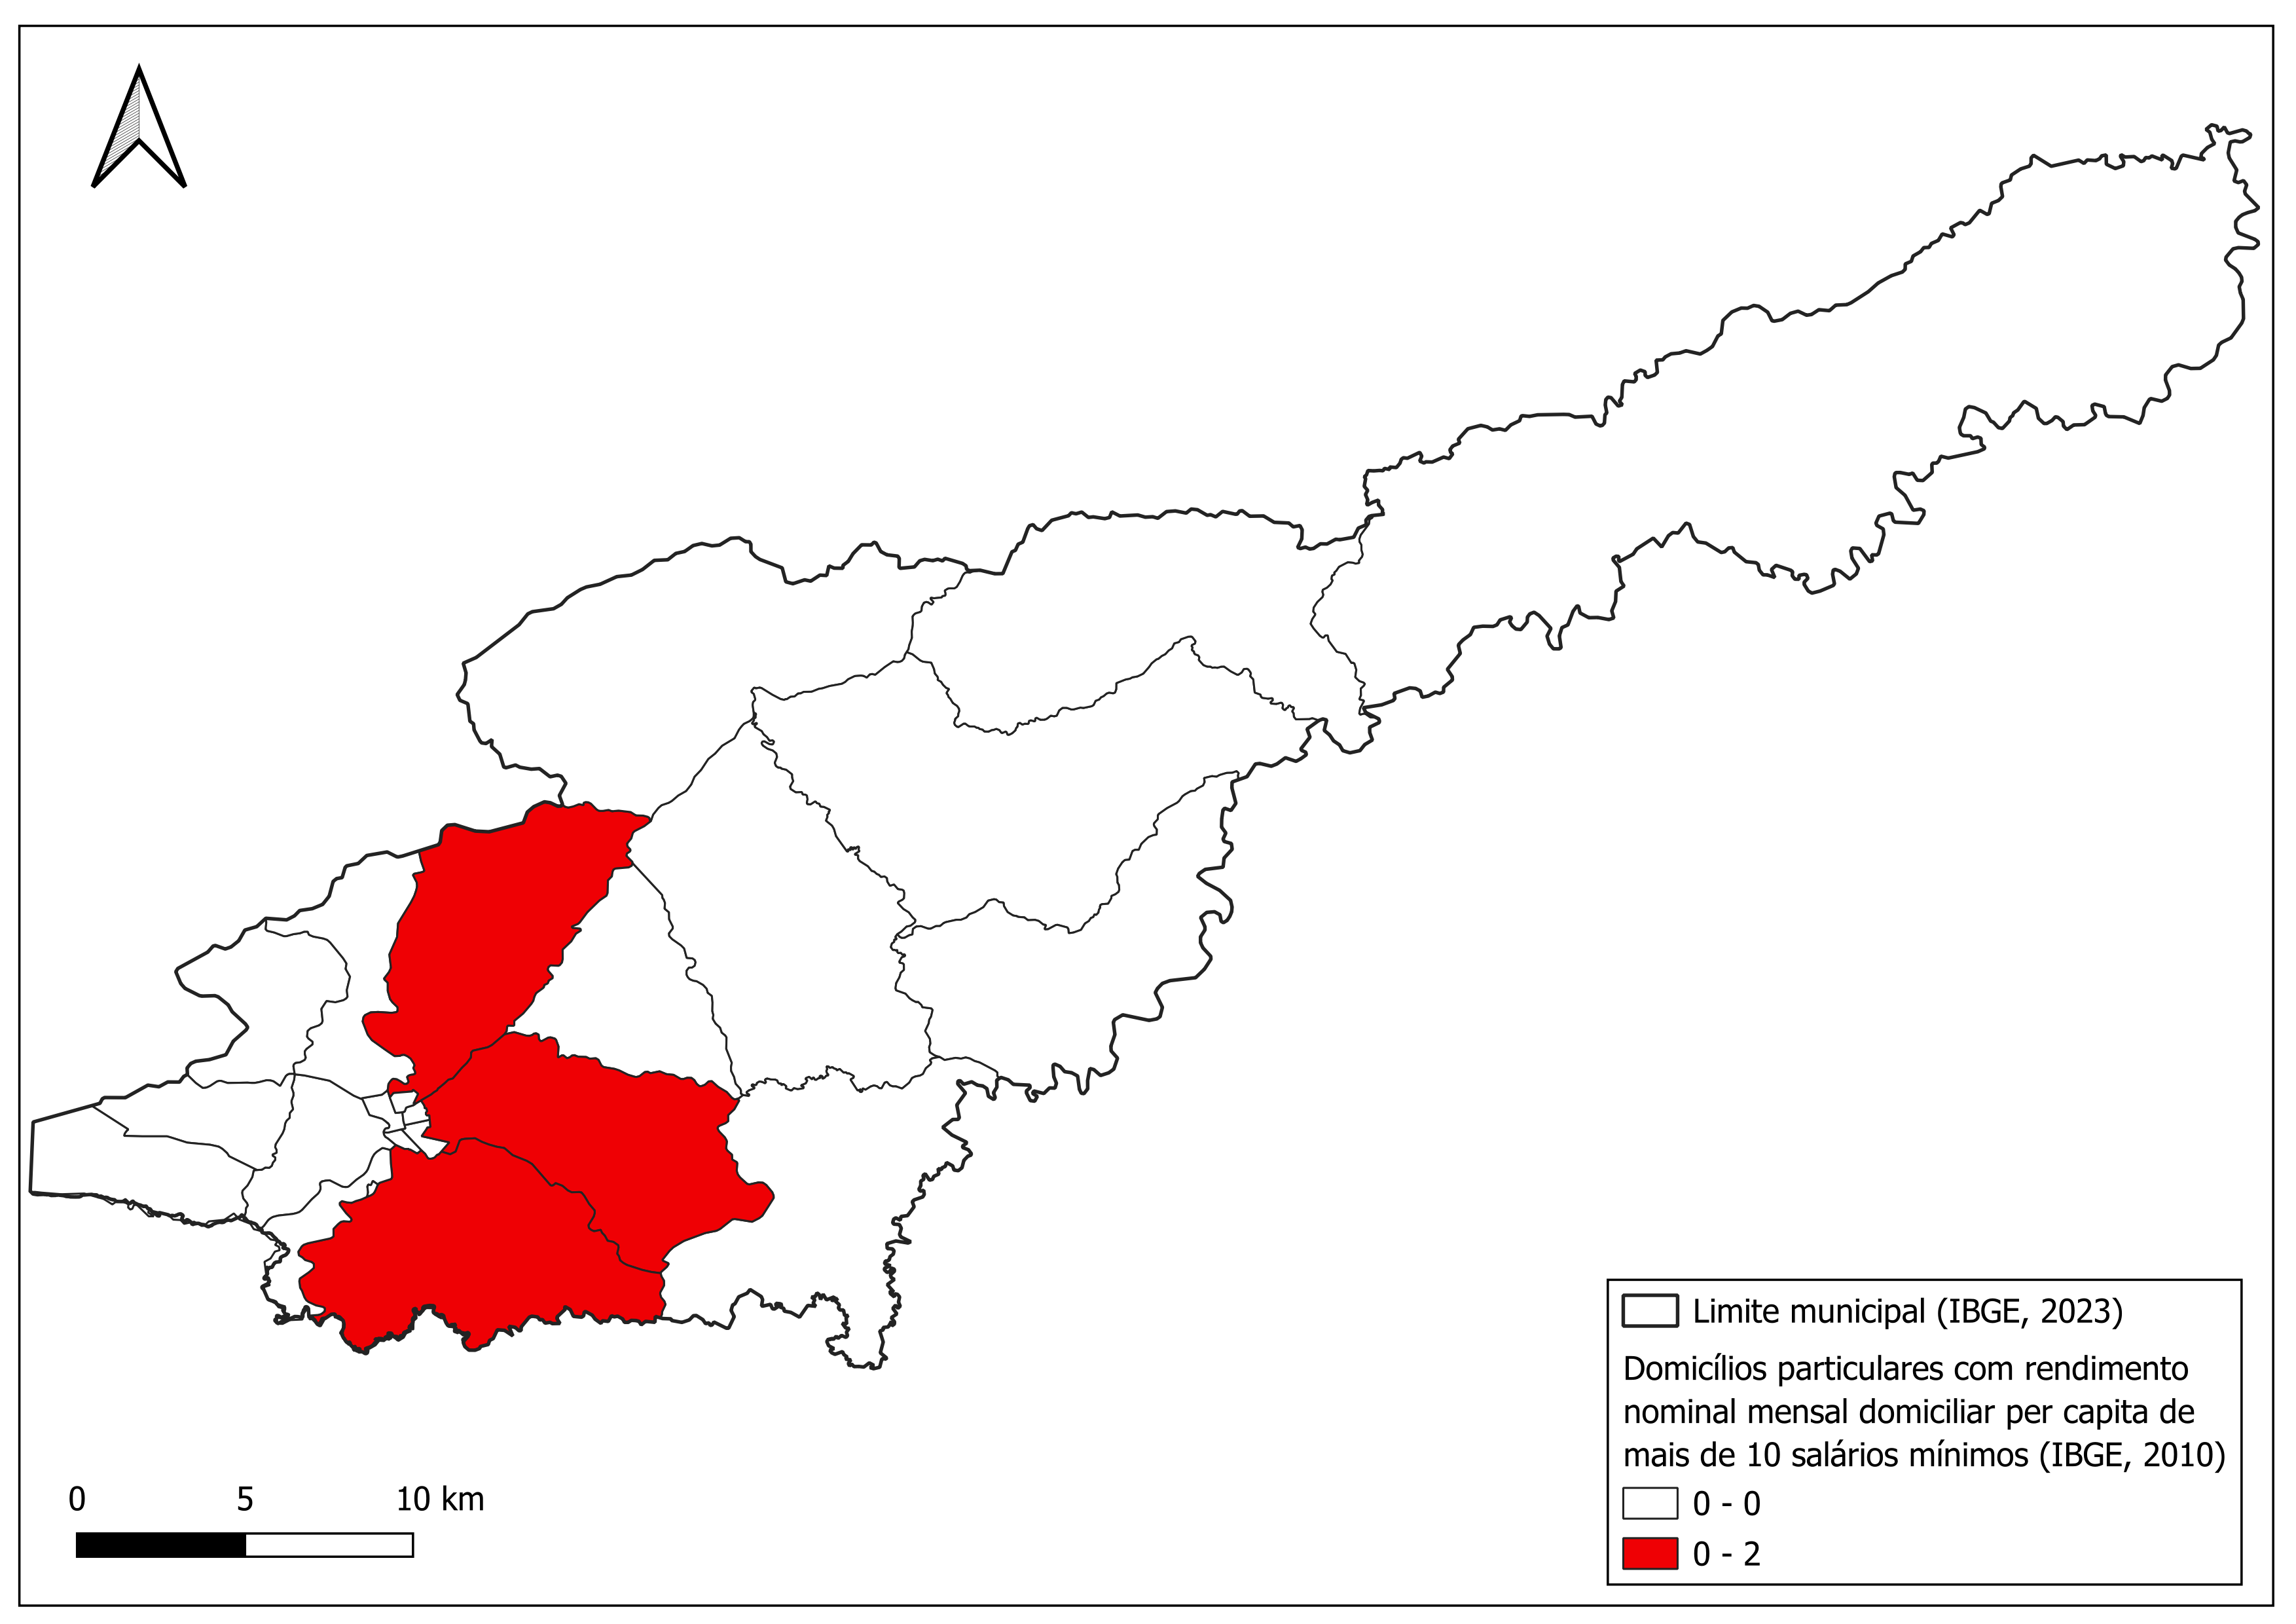 Limite municipal (IBGE, 2023)
Domicílios particulares com rendimento
nominal mensal domiciliar per capita de
mais de 10 salários mínimos (IBGE, 2010)
0 - 0
0 - 2
0 5 10 km